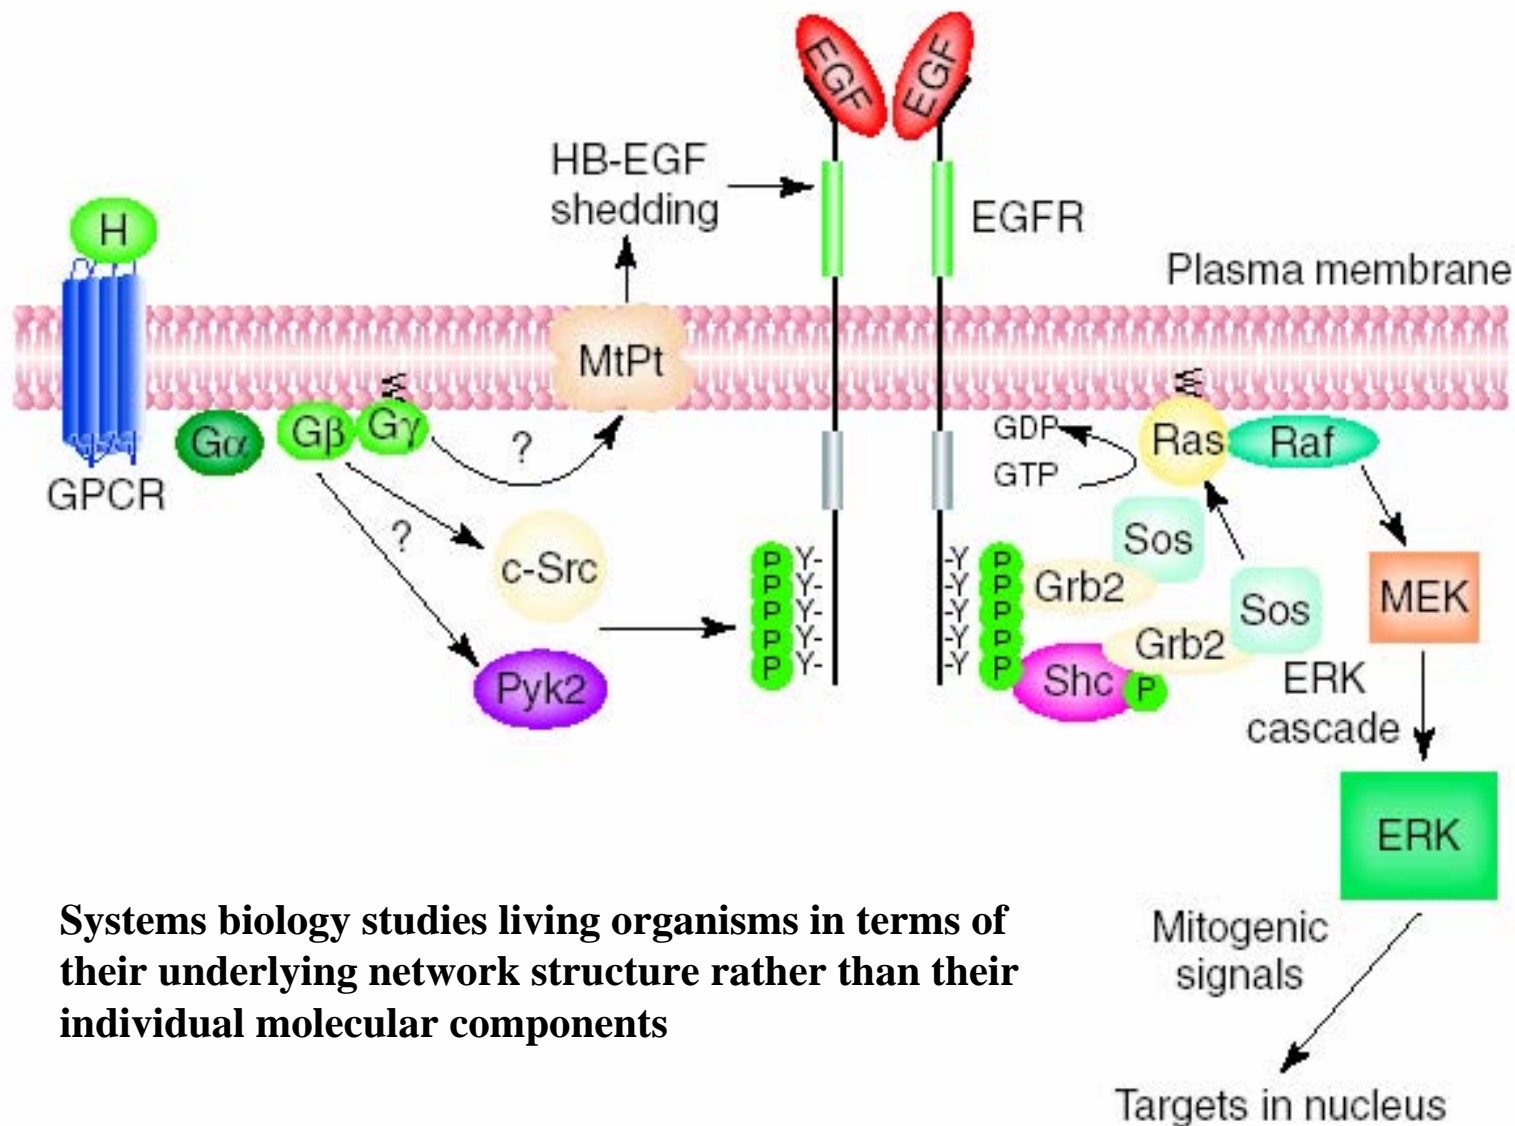 EGF
EGF
HB-EGF
shedding
H
EGFR
Plasma membrane
MtPt
Gα
Gβ
Gγ
?
GPCR
?
c-Src
Pyk2
P Y-
P Y-
P Y-
P Y-
P Y-
-Y P
-Y P
-Y P
-Y P
-Y P
GDP
GTP
Ras
Raf
Sos
Grb2
Sos
Grb2
Shc
P
MEK
ERK
cascade
ERK
Mitogenic
signals
Targets in nucleus
Systems biology studies living organisms in terms of
their underlying network structure rather than their
individual molecular components